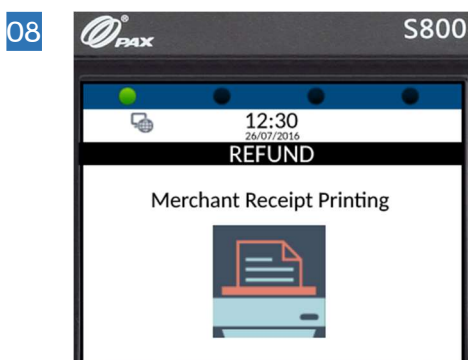 08
PAX® S800
12:30
26/07/2016
REFUND
Merchant Receipt Printing